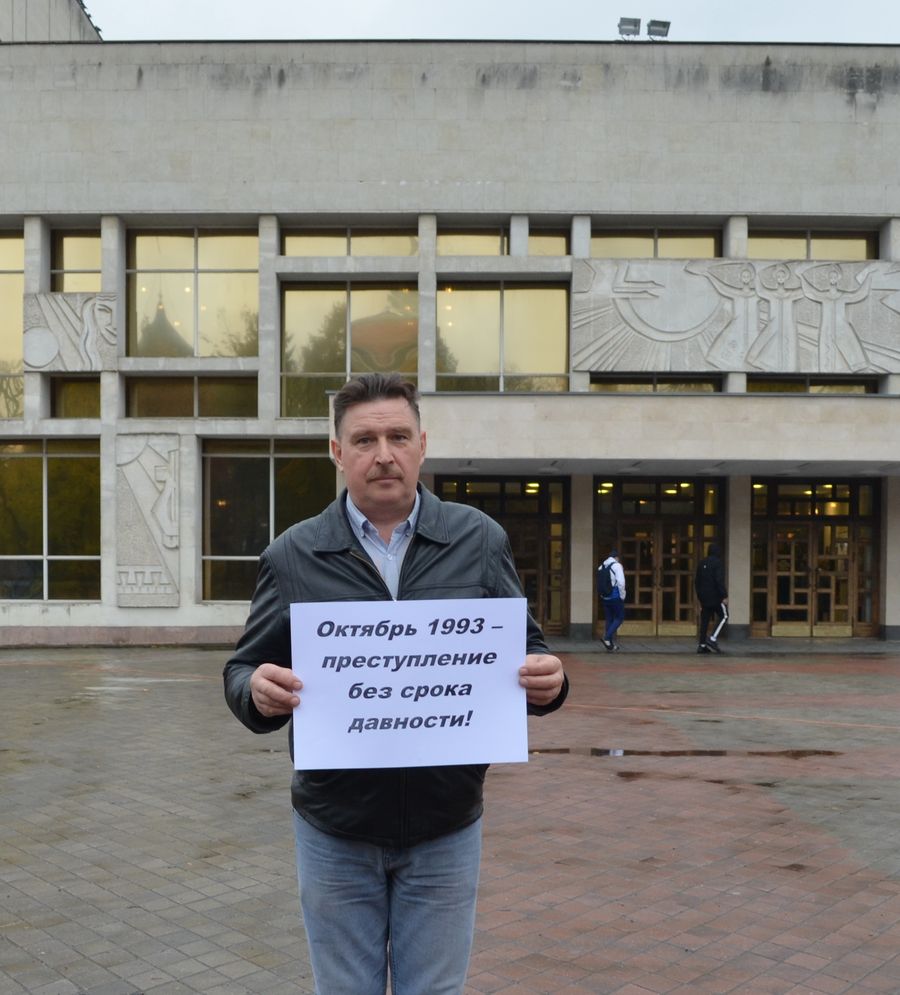 Октябрь 1993 –
преступление
без срока
давности!